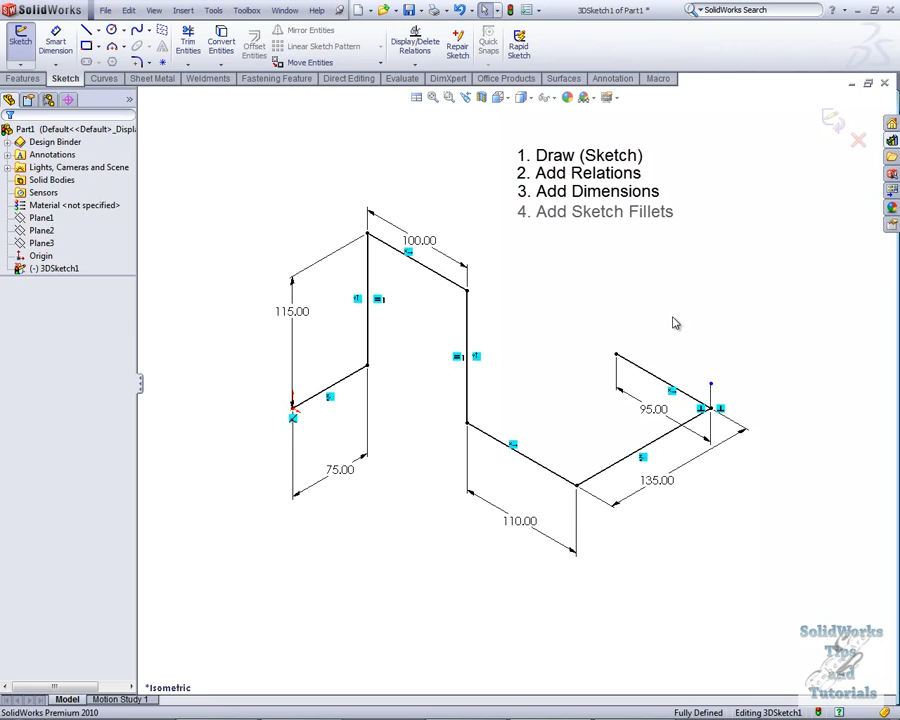 SolidWorks
File Edit View Insert Tools Toolbox Window Help
3DSketch1 of Part1 *
SolidWorks Search
Sketch
Smart Dimension
Trim Entities
Convert Entities
Offset Entities
Mirror Entities
Linear Sketch Pattern
Move Entities
Display/Delete Relations
Repair Sketch
Quick Snaps
Rapid Sketch
Features Sketch Curves Sheet Metal Weldments Fastening Feature Direct Editing Evaluate DimXpert Office Products Surfaces Annotation Macro
Part1 (Default<<Default>_Displa
Design Binder
Annotations
Lights, Cameras and Scene
Solid Bodies
Sensors
Material <not specified>
Plane1
Plane2
Plane3
Origin
(-) 3DSketch1
1. Draw (Sketch)
2. Add Relations
3. Add Dimensions
4. Add Sketch Fillets
100.00
115.00
75.00
95.00
135.00
110.00
SolidWorks
Tips
and
Tutorials
*Isometric
Model Motion Study 1
SolidWorks Premium 2010
Fully Defined
Editing 3DSketch1